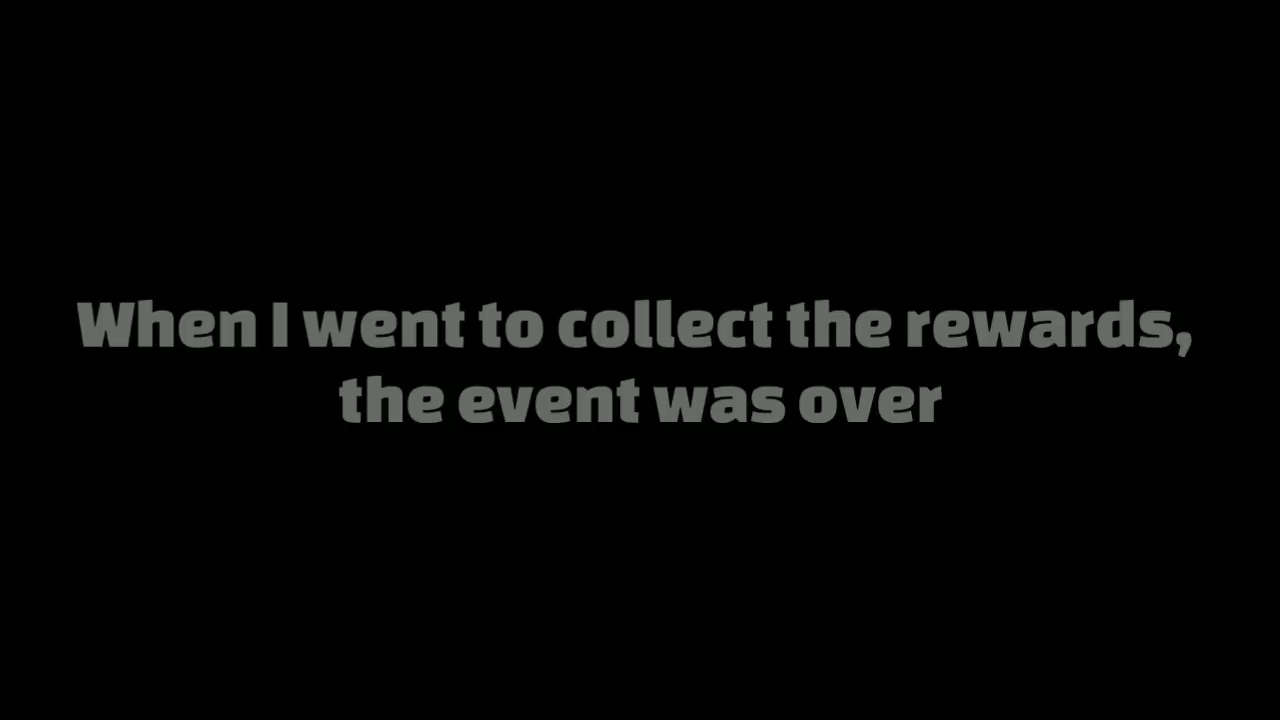 When I went to collect the rewards,
the event was over